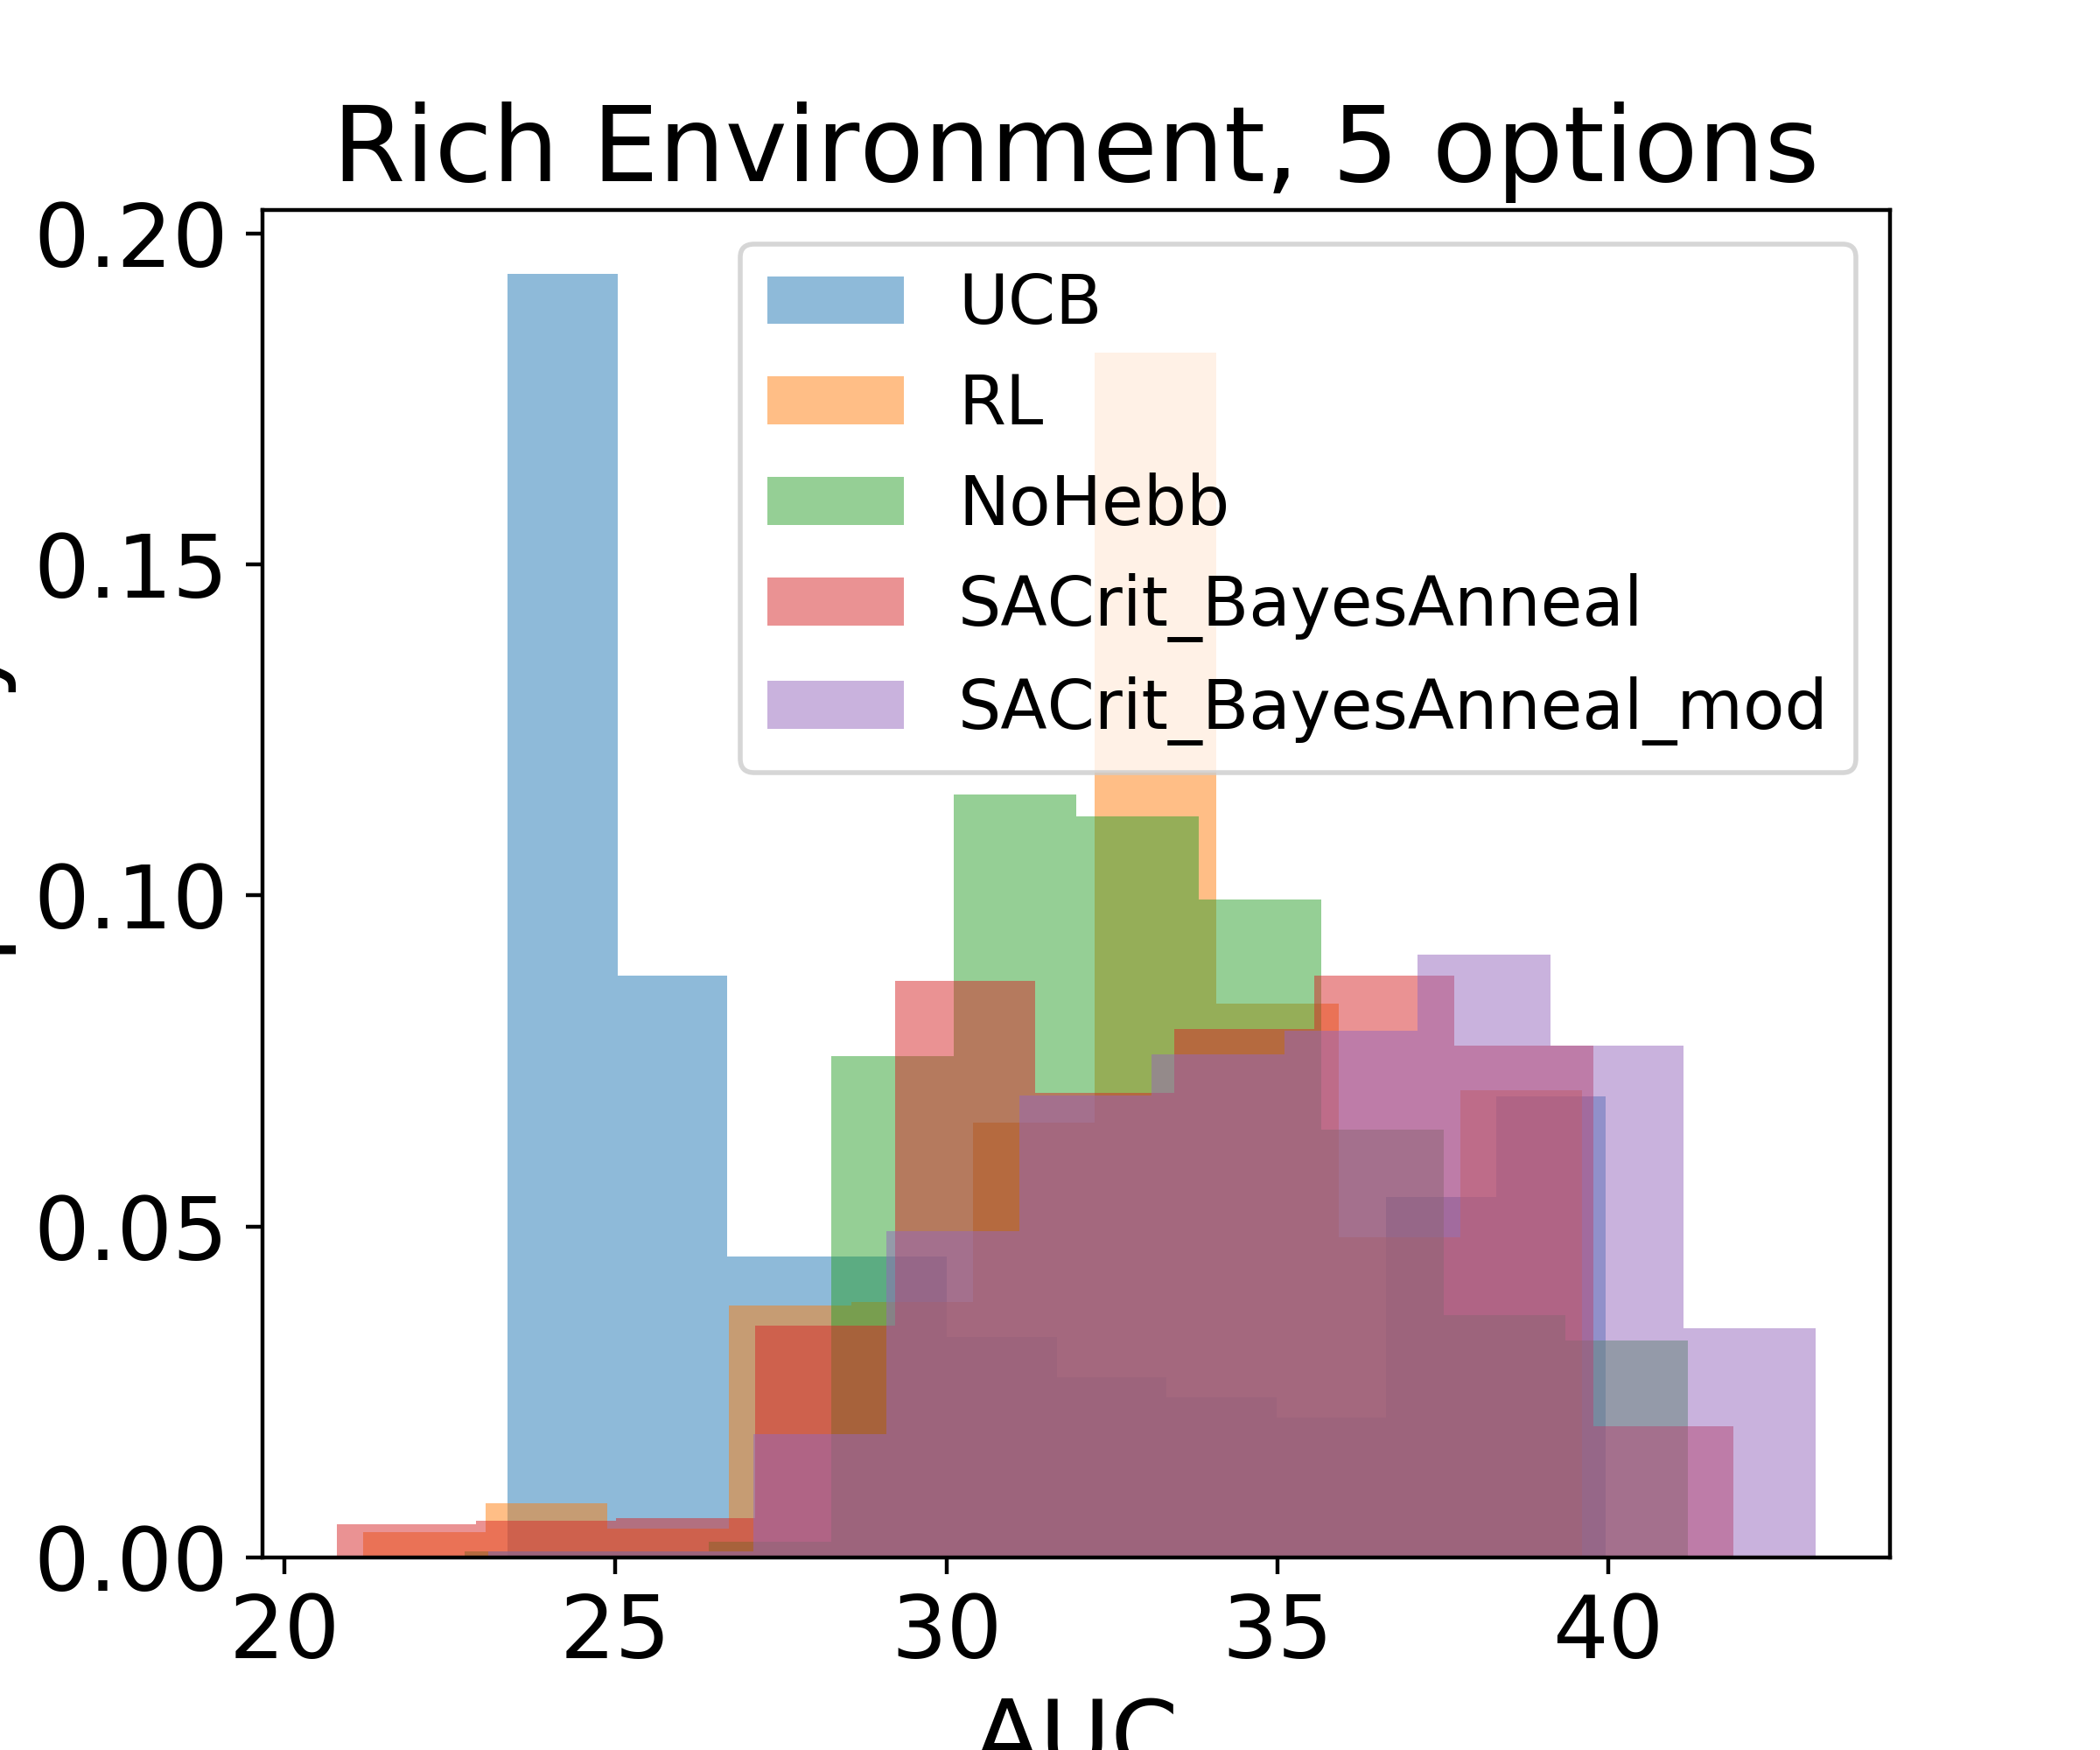 Rich Environment, 5 options
0.20
0.15
0.10
0.05
0.00
UCB
RL
NoHebb
SACrit_BayesAnneal
SACrit_BayesAnneal_mod
20 25 30 35 40
AUC